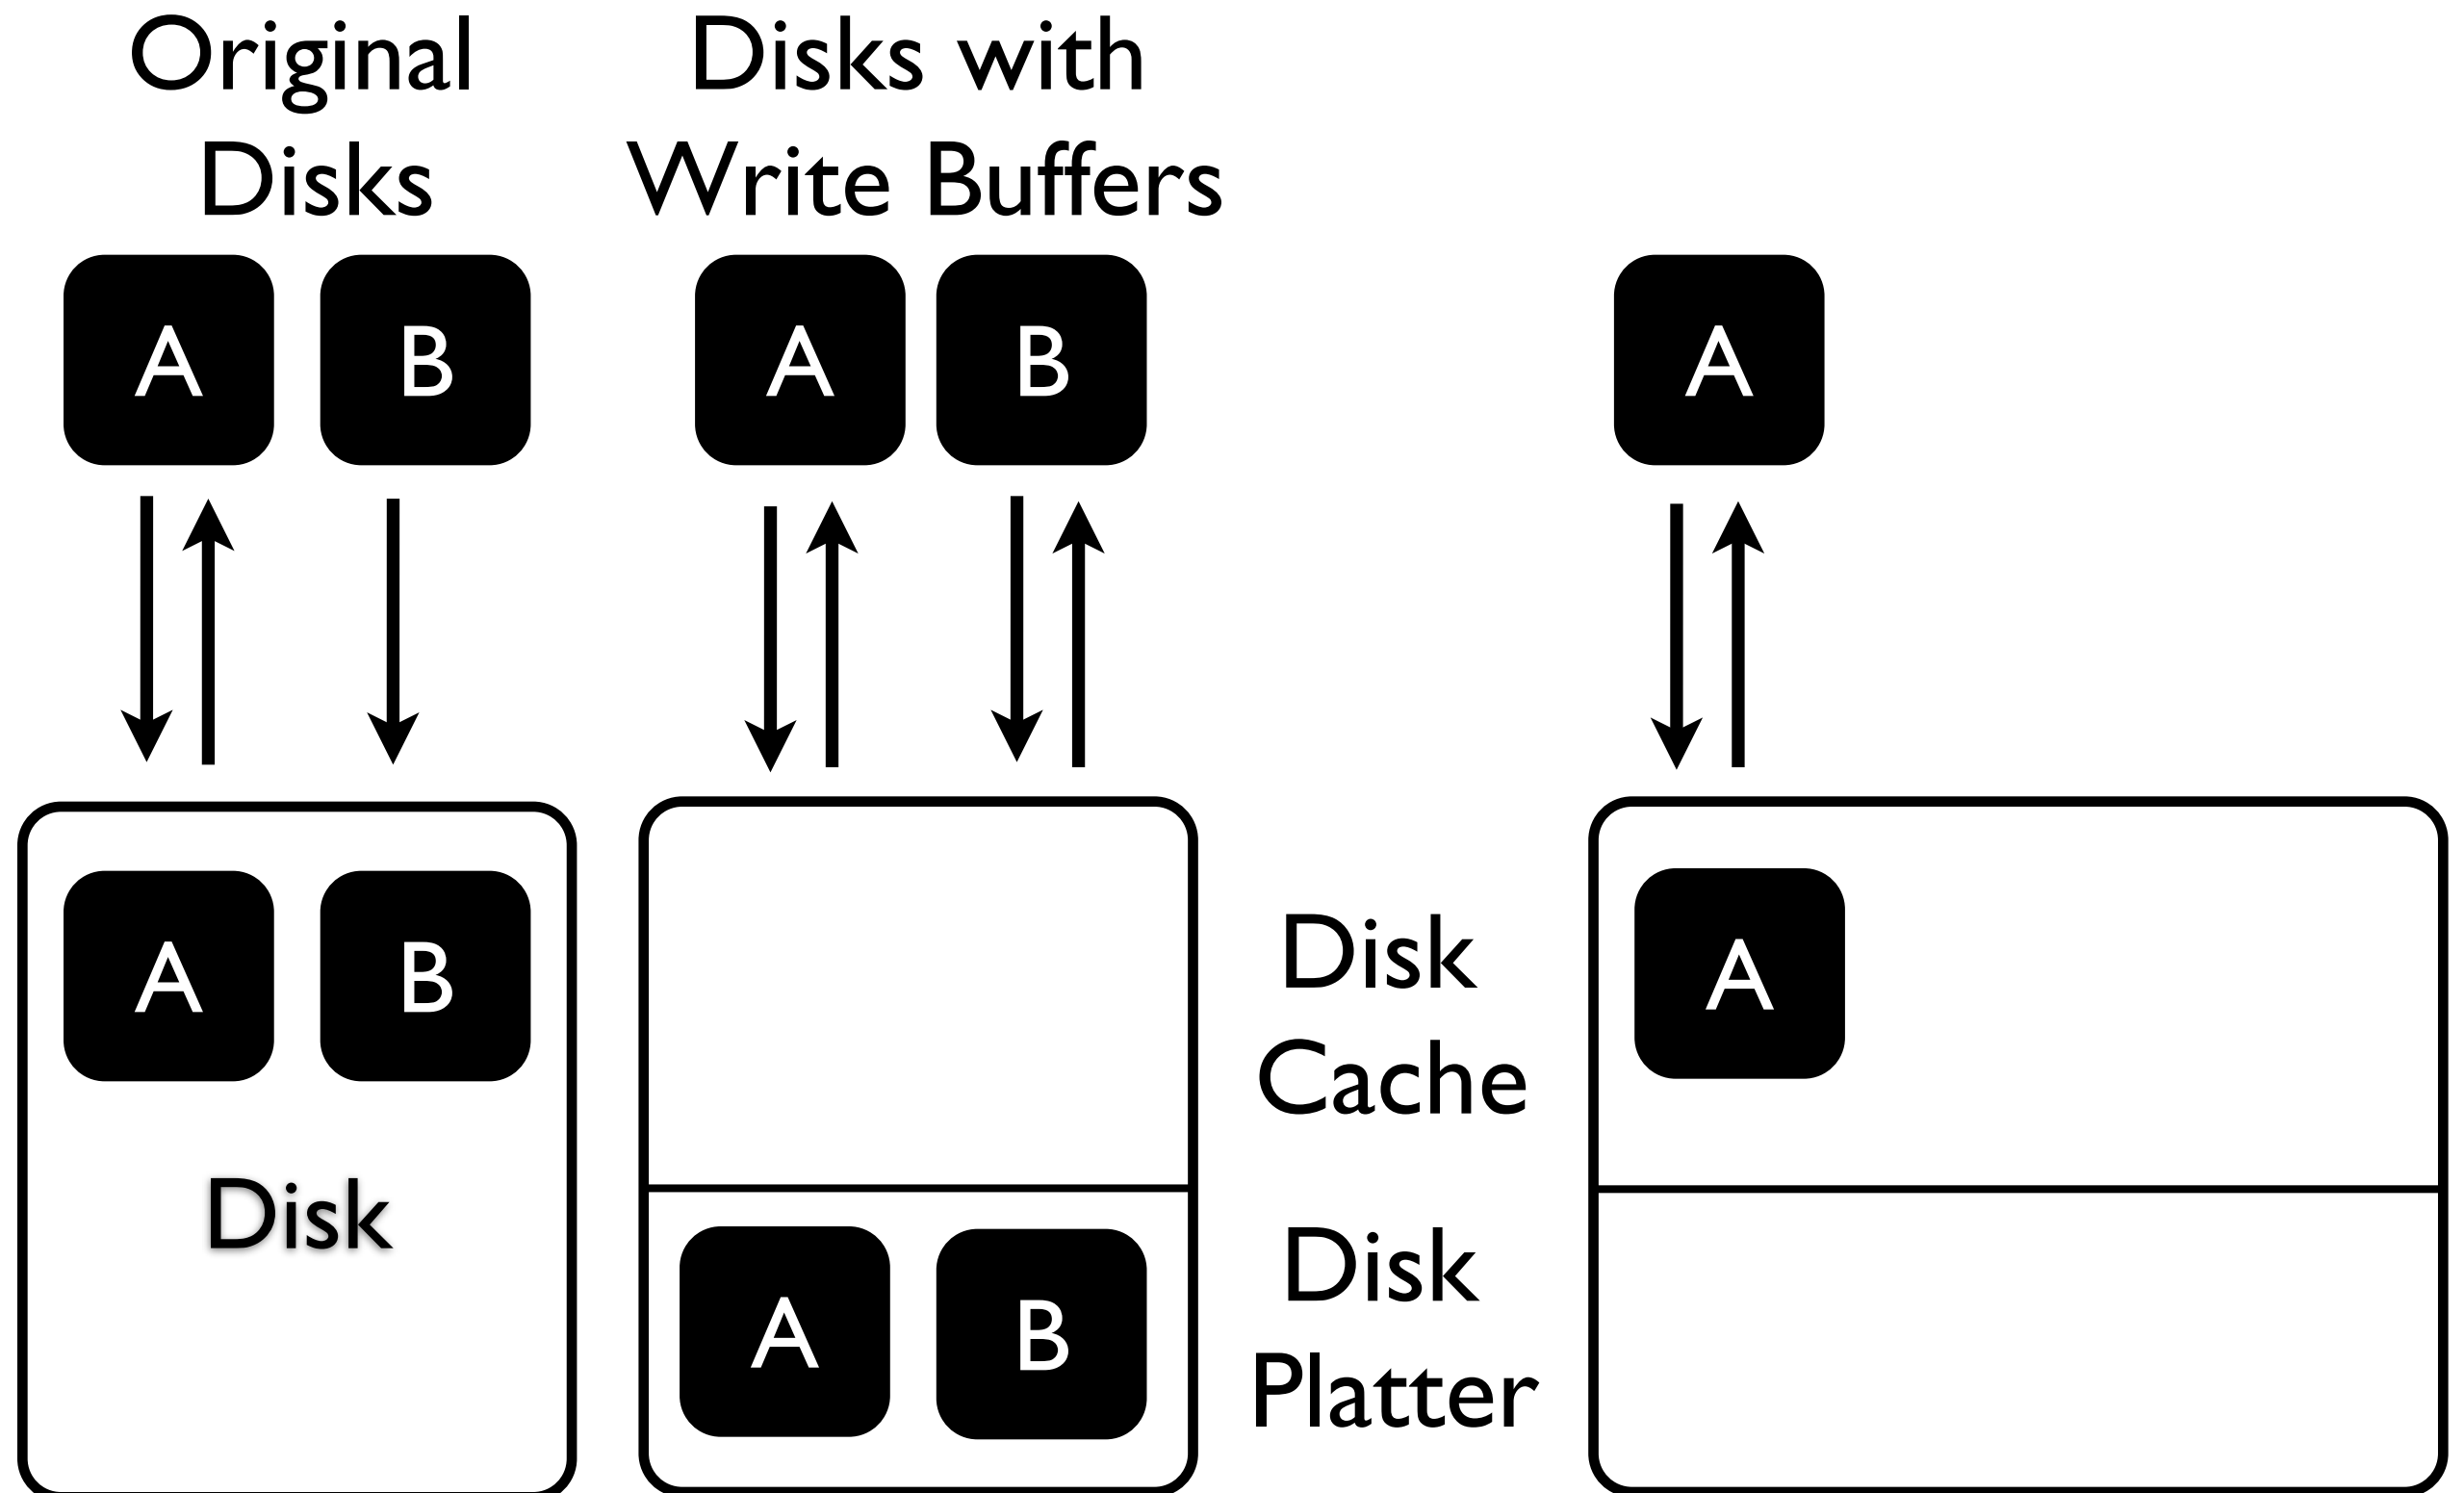 Original
Disks
Disks with
Write Buffers
A B
A B
A
A B
Disk
Disk
Cache
A
A B
Disk
Platter